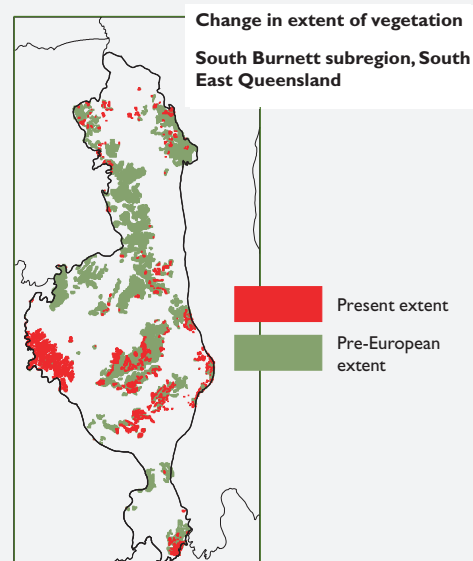 Change in extent of vegetation
South Burnett subregion, South
East Queensland
Present extent
Pre-European
extent